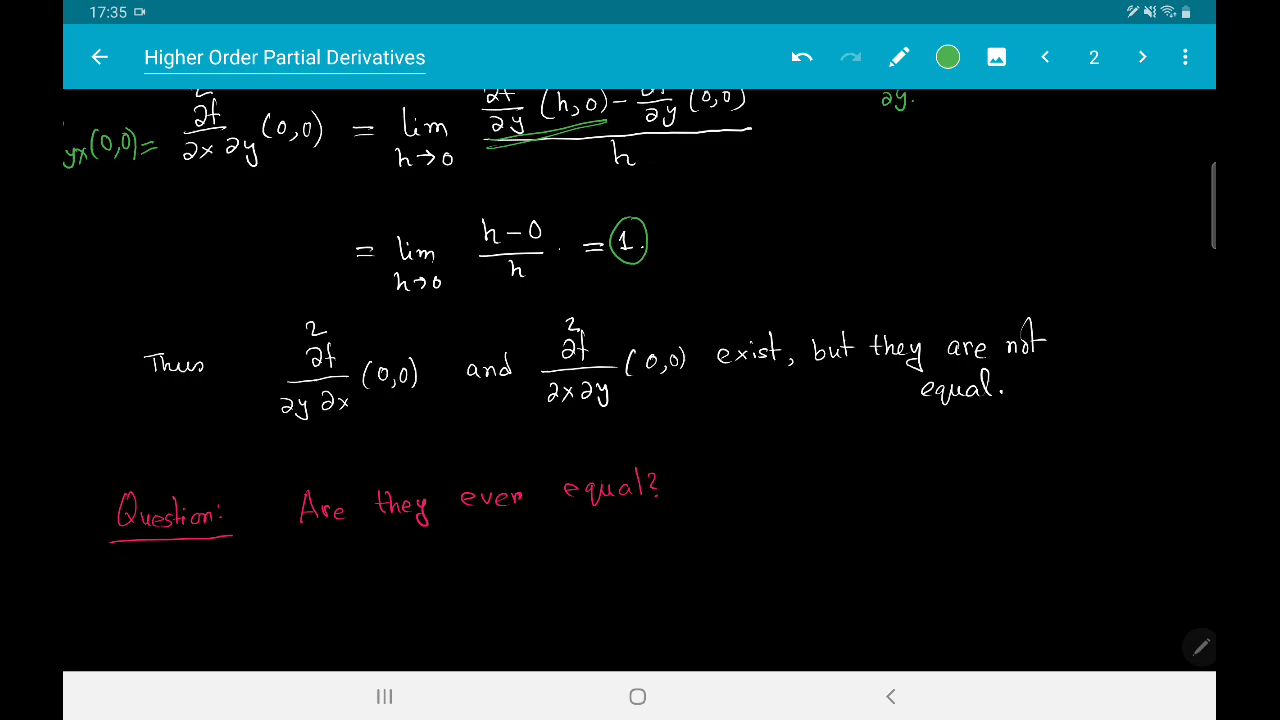 17:35
Higher Order Partial Derivatives
2
yx(0,0) = ∂²f/∂x ∂y (0,0) = lim h→0 ∂f/∂y (h,0) − ∂f/∂y (0,0) / h
∂y.
= lim h→0 h−0/h . = 1.
Thus ∂²f/∂y ∂x (0,0) and ∂²f/∂x ∂y (0,0) exist, but they are not
equal.
Question: Are they ever equal?